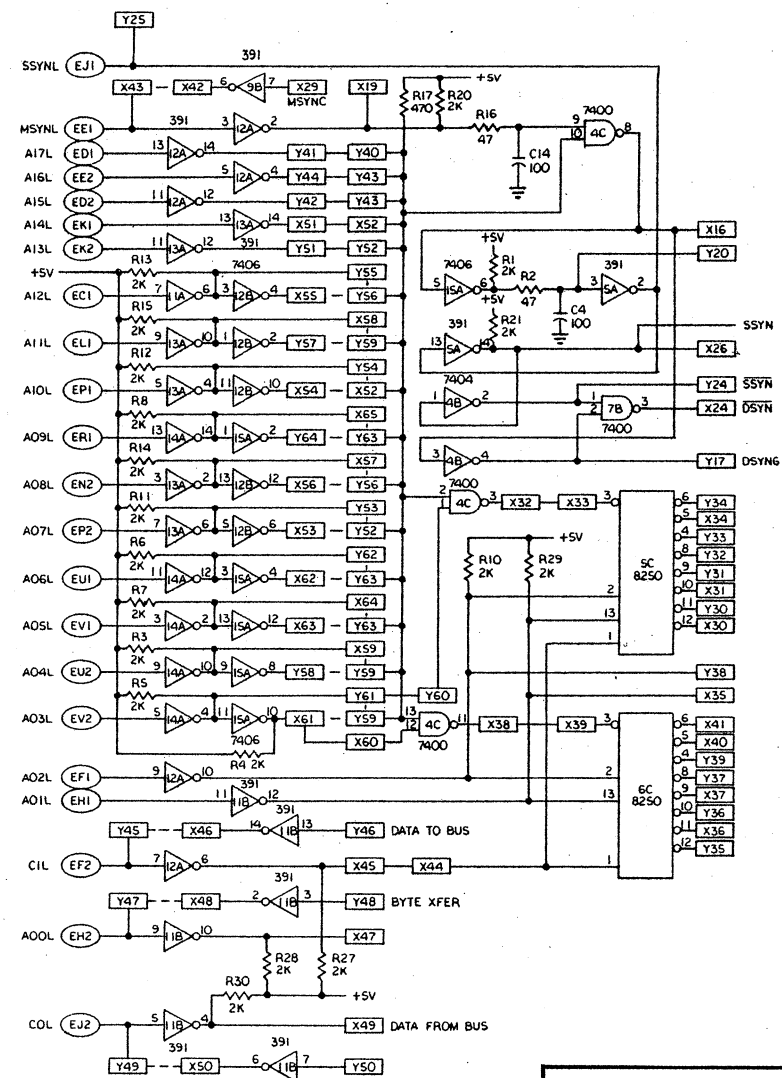 Y25
SSYNL EJ1 391
X43 X42 6 9B 7 X29 X19
MSYNC
+5V
R17 470 R20 2K R16 47
7400
9 10 4C 8
C14 100
MSYNL EE1 391 3 12A 2
A17L ED1 13 12A 14 Y41 Y40
A16L EE2 5 12A 4 Y44 Y43
A15L ED2 11 12A 12 Y42 Y43
A14L EK1 13 13A 14 X51 X52
A13L EK2 11 13A 12 391 Y51 Y52
X16
Y20
+5V R1 2K R2 47
7406 5 15A 6
391 3 5A 2
C4 100
+5V R21 2K
391 13 5A 14
SSYN
X26
+5V R13 2K 7406 Y55
A12L EC1 7 11A 6 3 12B 4 X55 Y56
R15 2K X58
A11L EL1 9 13A 10 1 12B 2 Y57 Y59
R12 2K Y54
A10L EP1 5 13A 4 11 12B 10 X54 X52
7404 1 4B 2
Y24 SSYN
1 2 7B 3 X24 DSYN
7400
R8 2K X65
A09L ER1 13 14A 14 1 15A 2 Y64 Y63
3 4B 4 Y17 DSYNG
R14 2K X57
A08L EN2 3 13A 2 13 12B 12 X56 Y56
7400
2 1 4C 3 X32 X33 3
R11 2K Y53
A07L EP2 7 13A 6 5 12B 6 X53 Y52
+5V
R10 2K R29 2K
5C
8250
2
13
1
6 Y34
5 X34
4 Y33
8 Y32
9 Y31
10 X31
11 Y30
12 X30
R6 2K Y62
A06L EU1 11 14A 12 3 15A 4 X62 Y63
R7 2K X64
A05L EV1 3 14A 2 13 15A 12 X63 Y63
R3 2K X59
A04L EU2 9 14A 10 9 15A 8 Y58 Y59
Y38
X35
R5 2K Y61 Y60
A03L EV2 5 14A 4 11 15A 10 X61 Y59
7406
R4 2K
X60
13 12 4C 11 X38 X39 3
7400
6C
8250
2
13
1
6 X41
5 X40
4 Y39
8 Y37
9 X37
10 Y36
11 X36
12 Y35
A02L EF1 9 12A 10
A01L EH1 11 11B 12 391
Y45 X46 14 11B 13 391 Y46 DATA TO BUS
C1L EF2 7 12A 6 X45 X44
Y47 X48 2 11B 3 391 Y48 BYTE XFER
A00L EH2 9 11B 10 X47
R28 2K R27 2K
R30 2K +5V
C0L EJ2 5 11B 4 X49 DATA FROM BUS
391
Y49 X50 6 11B 7 391 Y50